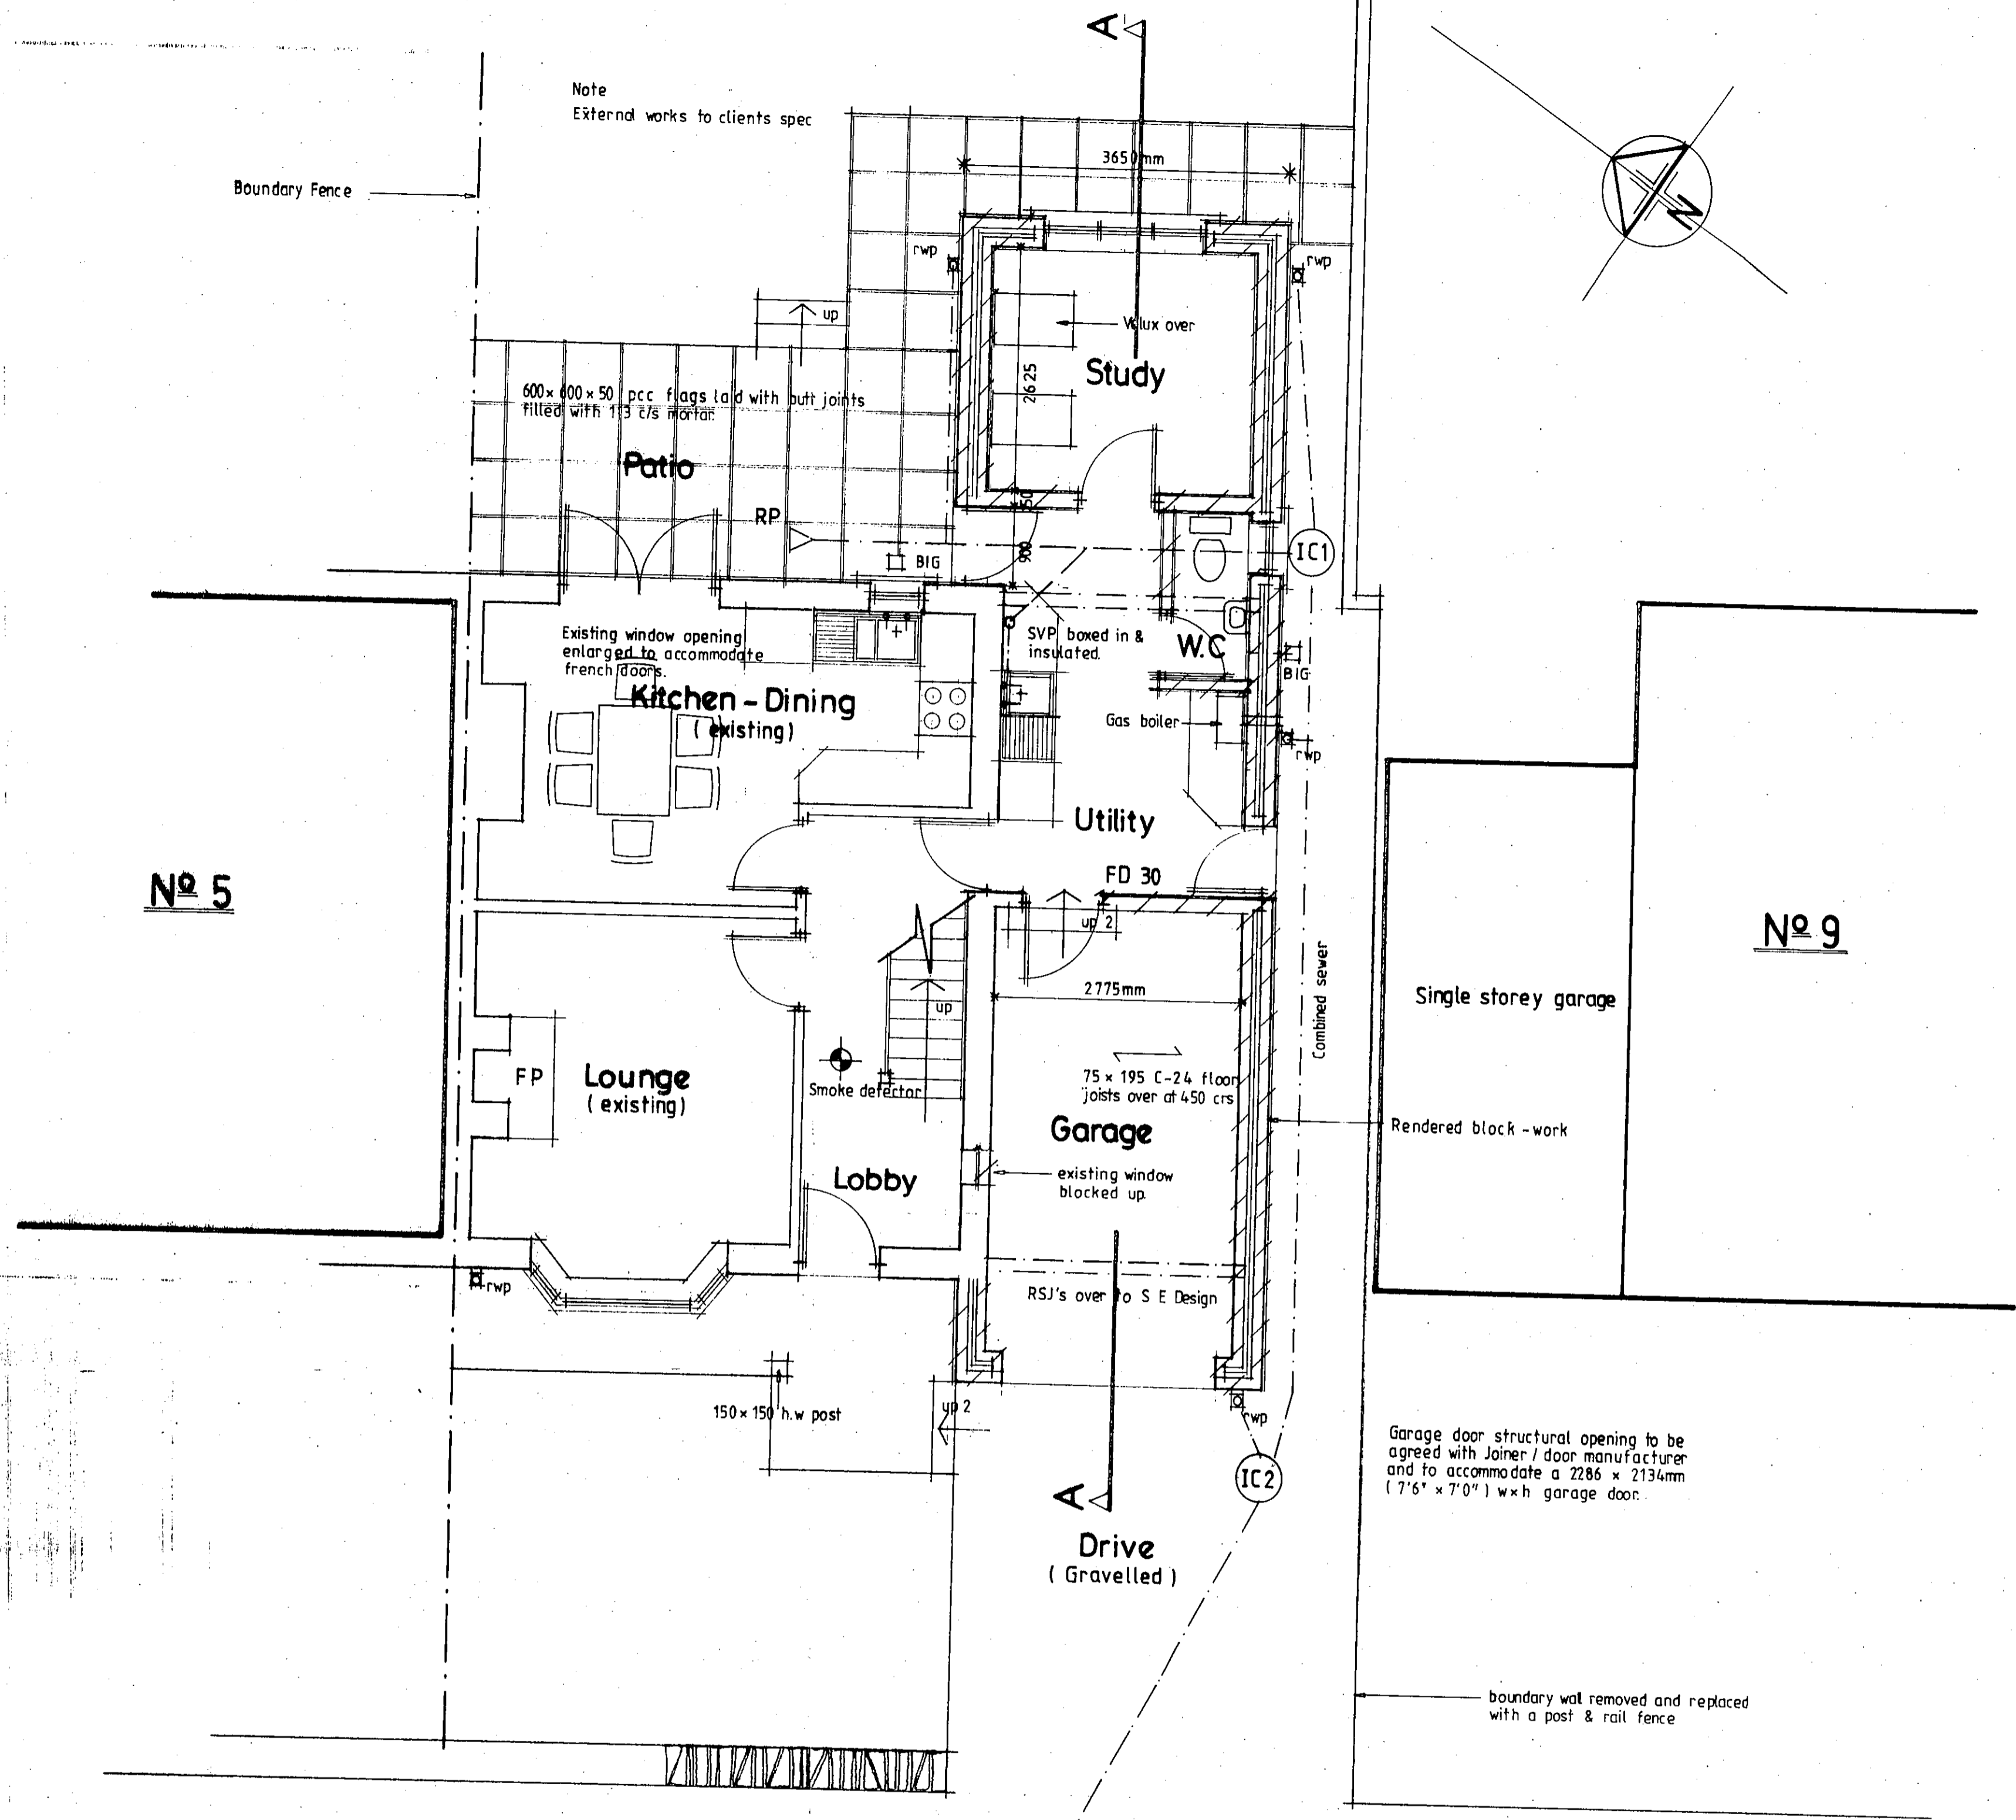 A
Note
External works to clients spec
3650mm
Boundary Fence
N
rwp
rwp
up
Velux over
Study
2625
600 x 600 x 50 pcc flags laid with butt joints
filled with 1:3 c/s mortar.
Patio
RP
50
900
BIG
IC1
Existing window opening
enlarged to accommodate
french doors.
SVP boxed in &
insulated.
W.C
BIG
Kitchen - Dining
( existing )
Gas boiler
rwp
Utility
FD 30
Nº 5
up 2
Nº 9
2775mm
Combined sewer
Single storey garage
up
FP
Lounge
( existing )
Smoke detector
75 x 195 C-24 floor
joists over at 450 crs
Garage
Rendered block - work
Lobby
existing window
blocked up.
rwp
RSJ's over to S E Design
150 x 150 h.w post
up 2
rwp
Garage door structural opening to be
agreed with Joiner / door manufacturer
and to accommodate a 2286 x 2134mm
( 7'6" x 7'0" ) w x h garage door.
IC2
A
Drive
( Gravelled )
boundary wal removed and replaced
with a post & rail fence